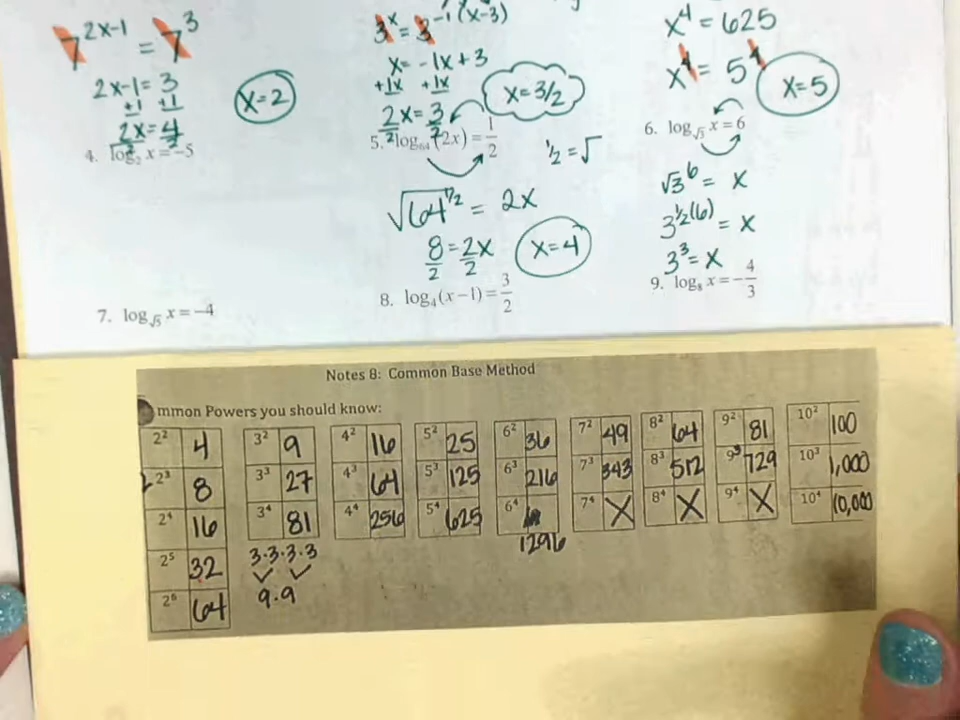 7^{2x-1} = 7^3
2x-1 = 3
+1 +1
2x = 4
2 2
x=2
4. log_2 x = -5
3^x = 3^{-1(x-3)}
x = -1x + 3
+1x +1x
2x = 3
2 2
x = 3/2
5. log_{64}(2x) = 1/2
1/2 = √
√64^{1/2} = 2x
8 = 2x
2 2
x=4
x^4 = 625
x^4 = 5^4
x=5
6. log_{√3} x = 6
√3^6 = x
3^{1/2(6)} = x
3^3 = x
7. log_{√5} x = -4
8. log_4(x-1) = 3/2
9. log_8 x = -4/3
Notes 8: Common Base Method
mmon Powers you should know:
2^2 4 3^2 9 4^2 16 5^2 25 6^2 36 7^2 49 8^2 64 9^2 81 10^2 100
2^3 8 3^3 27 4^3 64 5^3 125 6^3 216 7^3 343 8^3 512 9^3 729 10^3 1,000
2^4 16 3^4 81 4^4 256 5^4 625 6^4 7^4 X 8^4 X 9^4 X 10^4 10,000
1296
2^5 32
3·3·3·3
2^6 64
9·9